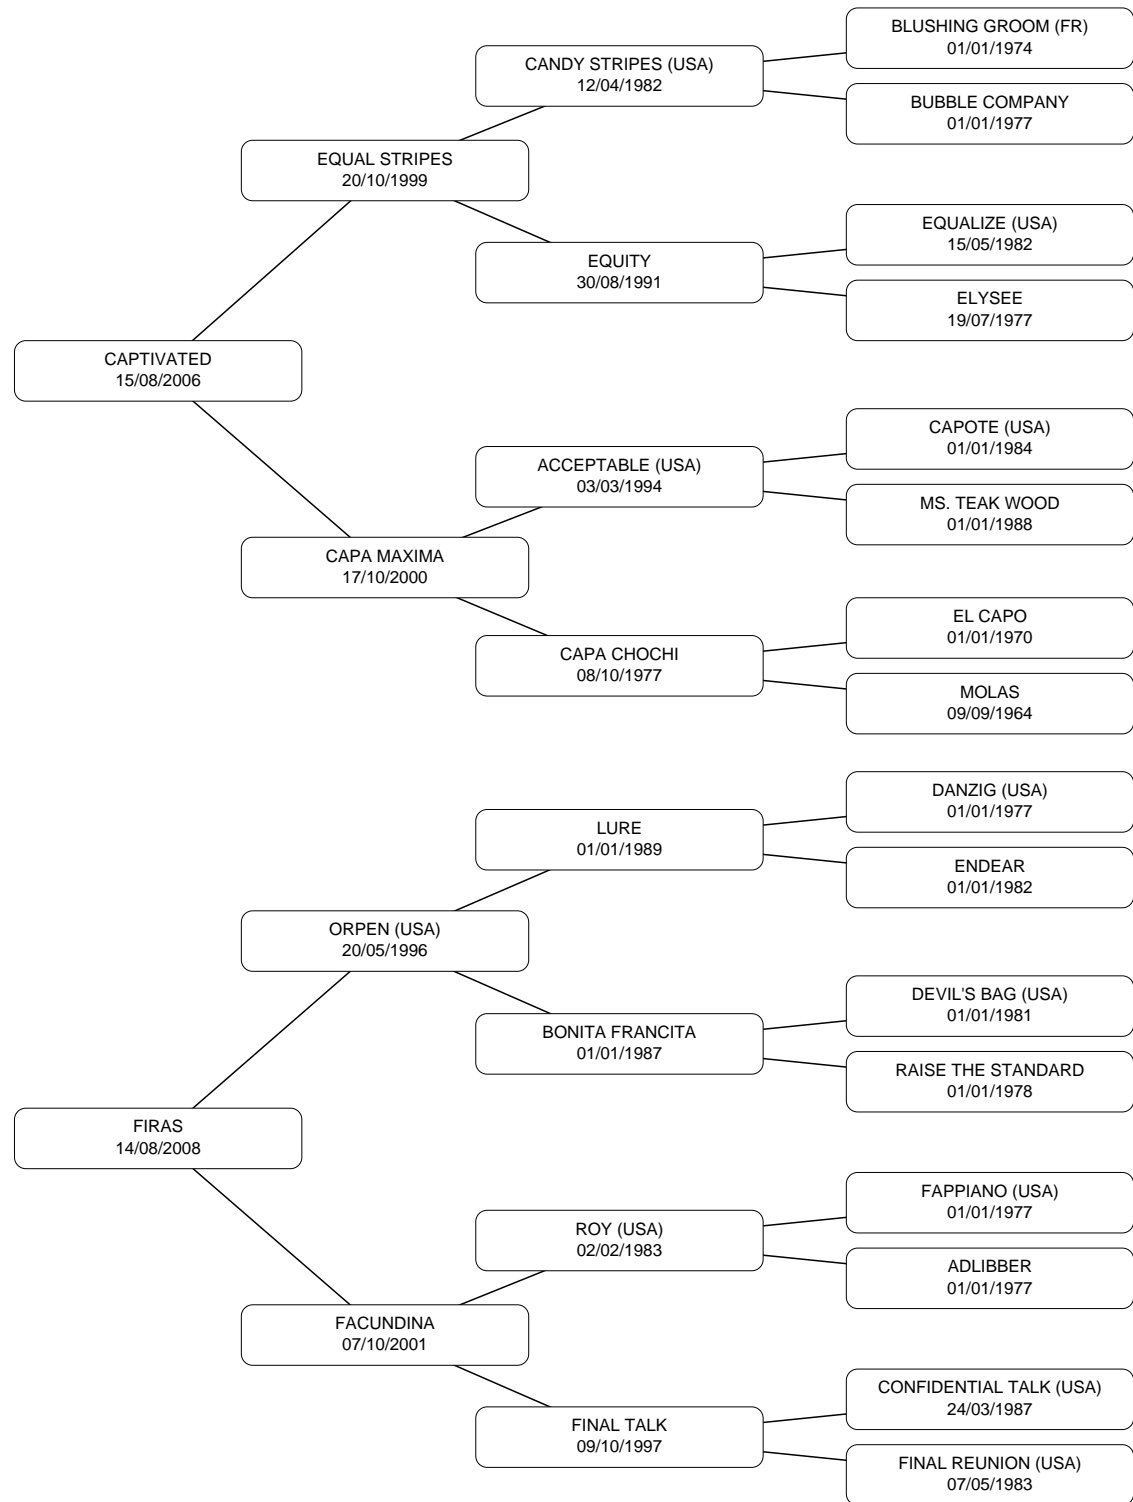 BLUSHING GROOM (FR)
01/01/1974
CANDY STRIPES (USA)
12/04/1982
BUBBLE COMPANY
01/01/1977
EQUAL STRIPES
20/10/1999
EQUALIZE (USA)
15/05/1982
EQUITY
30/08/1991
ELYSEE
19/07/1977
CAPTIVATED
15/08/2006
CAPOTE (USA)
01/01/1984
ACCEPTABLE (USA)
03/03/1994
MS. TEAK WOOD
01/01/1988
CAPA MAXIMA
17/10/2000
EL CAPO
01/01/1970
CAPA CHOCHI
08/10/1977
MOLAS
09/09/1964
DANZIG (USA)
01/01/1977
LURE
01/01/1989
ENDEAR
01/01/1982
ORPEN (USA)
20/05/1996
DEVIL'S BAG (USA)
01/01/1981
BONITA FRANCITA
01/01/1987
RAISE THE STANDARD
01/01/1978
FIRAS
14/08/2008
FAPPIANO (USA)
01/01/1977
ROY (USA)
02/02/1983
ADLIBBER
01/01/1977
FACUNDINA
07/10/2001
CONFIDENTIAL TALK (USA)
24/03/1987
FINAL TALK
09/10/1997
FINAL REUNION (USA)
07/05/1983